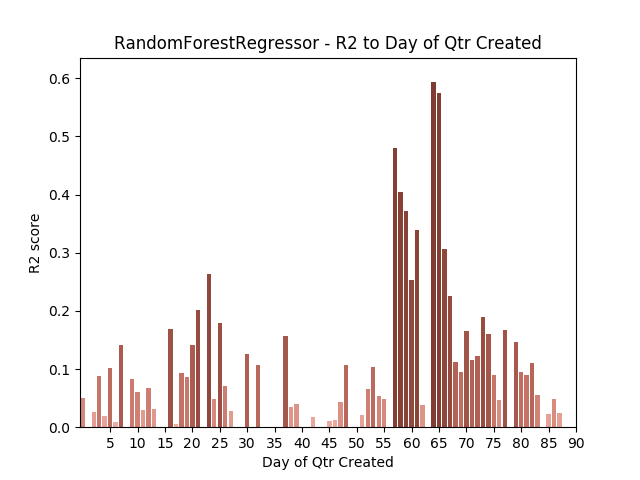 RandomForestRegressor - R2 to Day of Qtr Created
0.6
0.5
0.4
0.3
0.2
0.1
0.0
R2 score
5 10 15 20 25 30 35 40 45 50 55 60 65 70 75 80 85 90
Day of Qtr Created